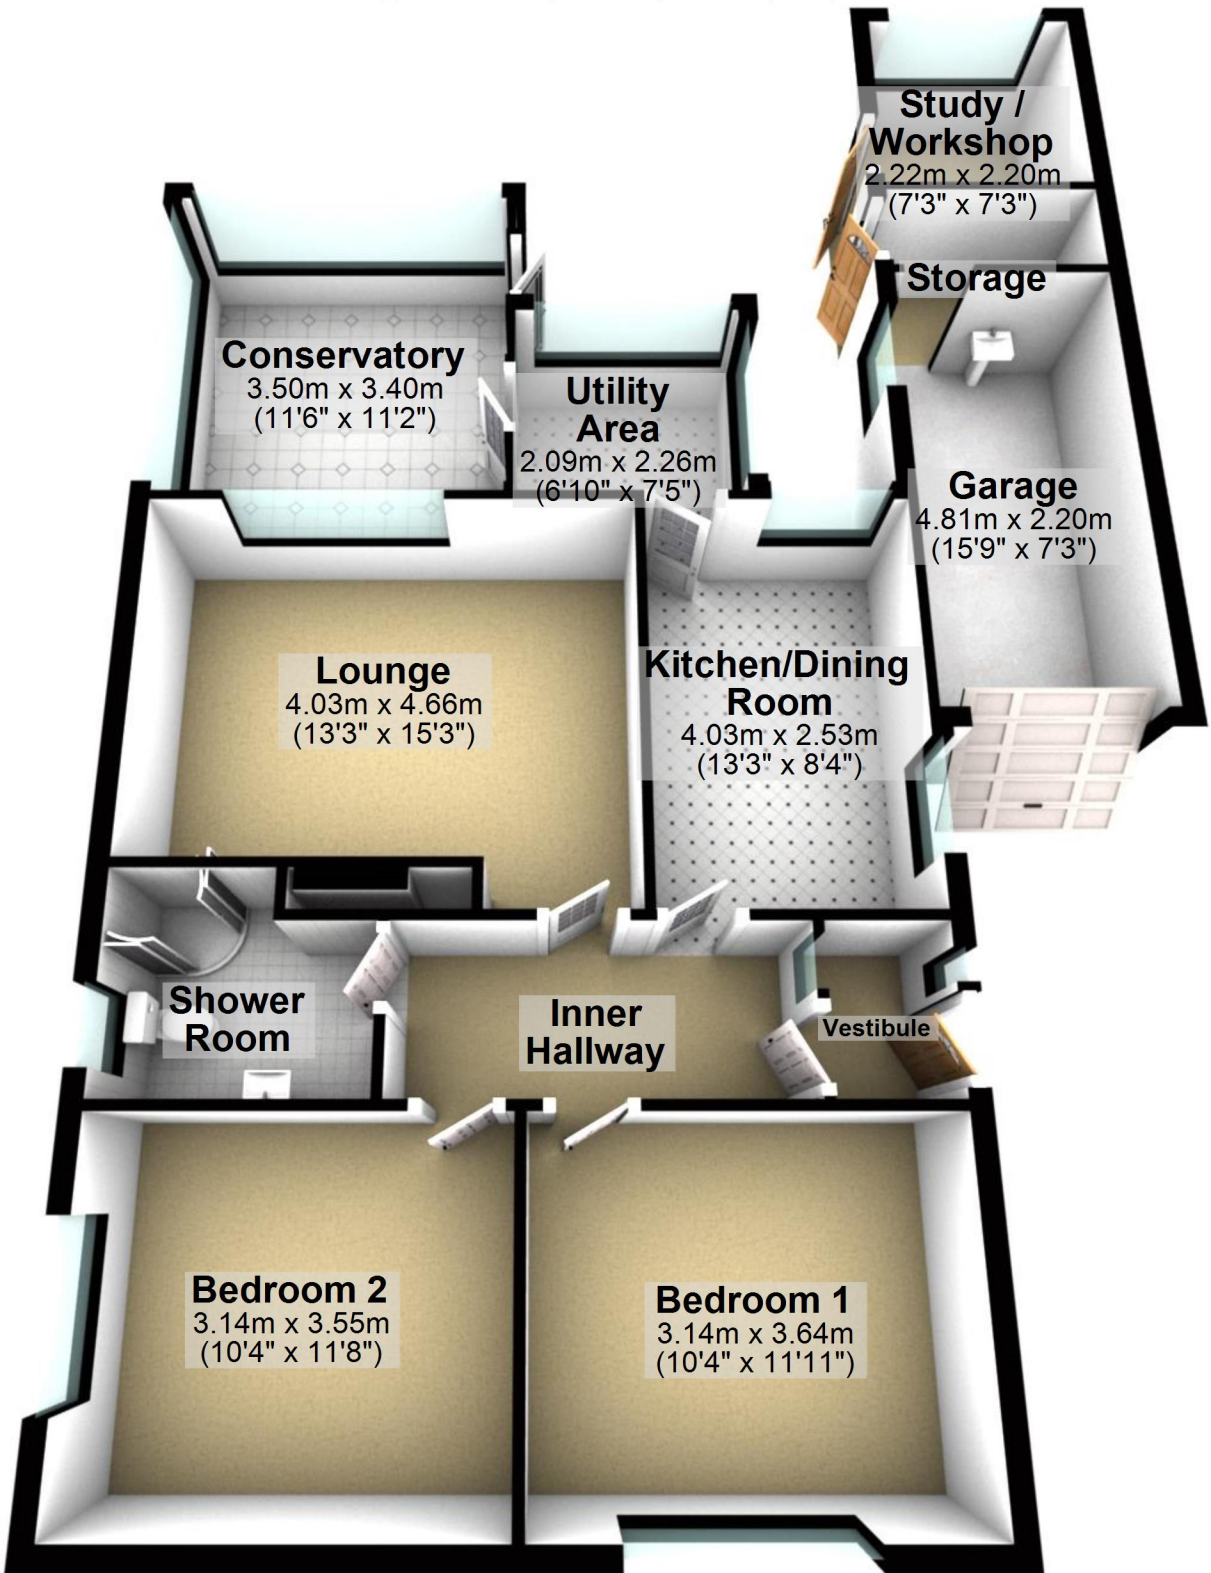 Study /
Workshop
2.22m x 2.20m
(7'3" x 7'3")
Storage
Conservatory
3.50m x 3.40m
(11'6" x 11'2")
Utility
Area
2.09m x 2.26m
(6'10" x 7'5")
Garage
4.81m x 2.20m
(15'9" x 7'3")
Lounge
4.03m x 4.66m
(13'3" x 15'3")
Kitchen/Dining
Room
4.03m x 2.53m
(13'3" x 8'4")
Shower
Room
Inner
Hallway
Vestibule
Bedroom 2
3.14m x 3.55m
(10'4" x 11'8")
Bedroom 1
3.14m x 3.64m
(10'4" x 11'11")